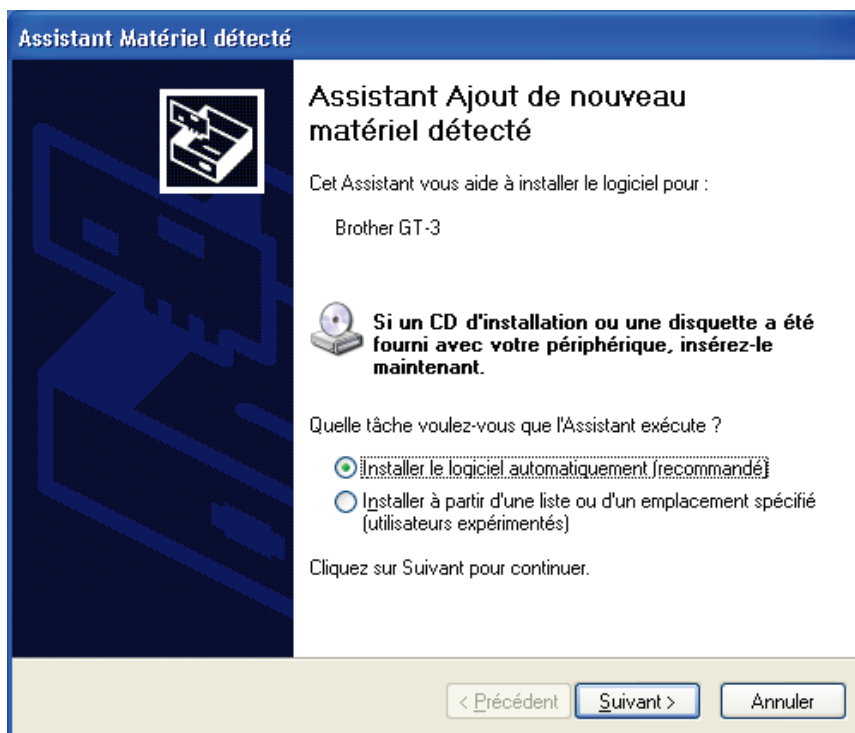 Assistant Matériel détecté
Assistant Ajout de nouveau
matériel détecté
Cet Assistant vous aide à installer le logiciel pour :
Brother GT-3
Si un CD d'installation ou une disquette a été
fourni avec votre périphérique, insérez-le
maintenant.
Quelle tâche voulez-vous que l'Assistant exécute ?
Installer le logiciel automatiquement (recommandé)
Installer à partir d'une liste ou d'un emplacement spécifié
(utilisateurs expérimentés)
Cliquez sur Suivant pour continuer.
< Précédent Suivant > Annuler